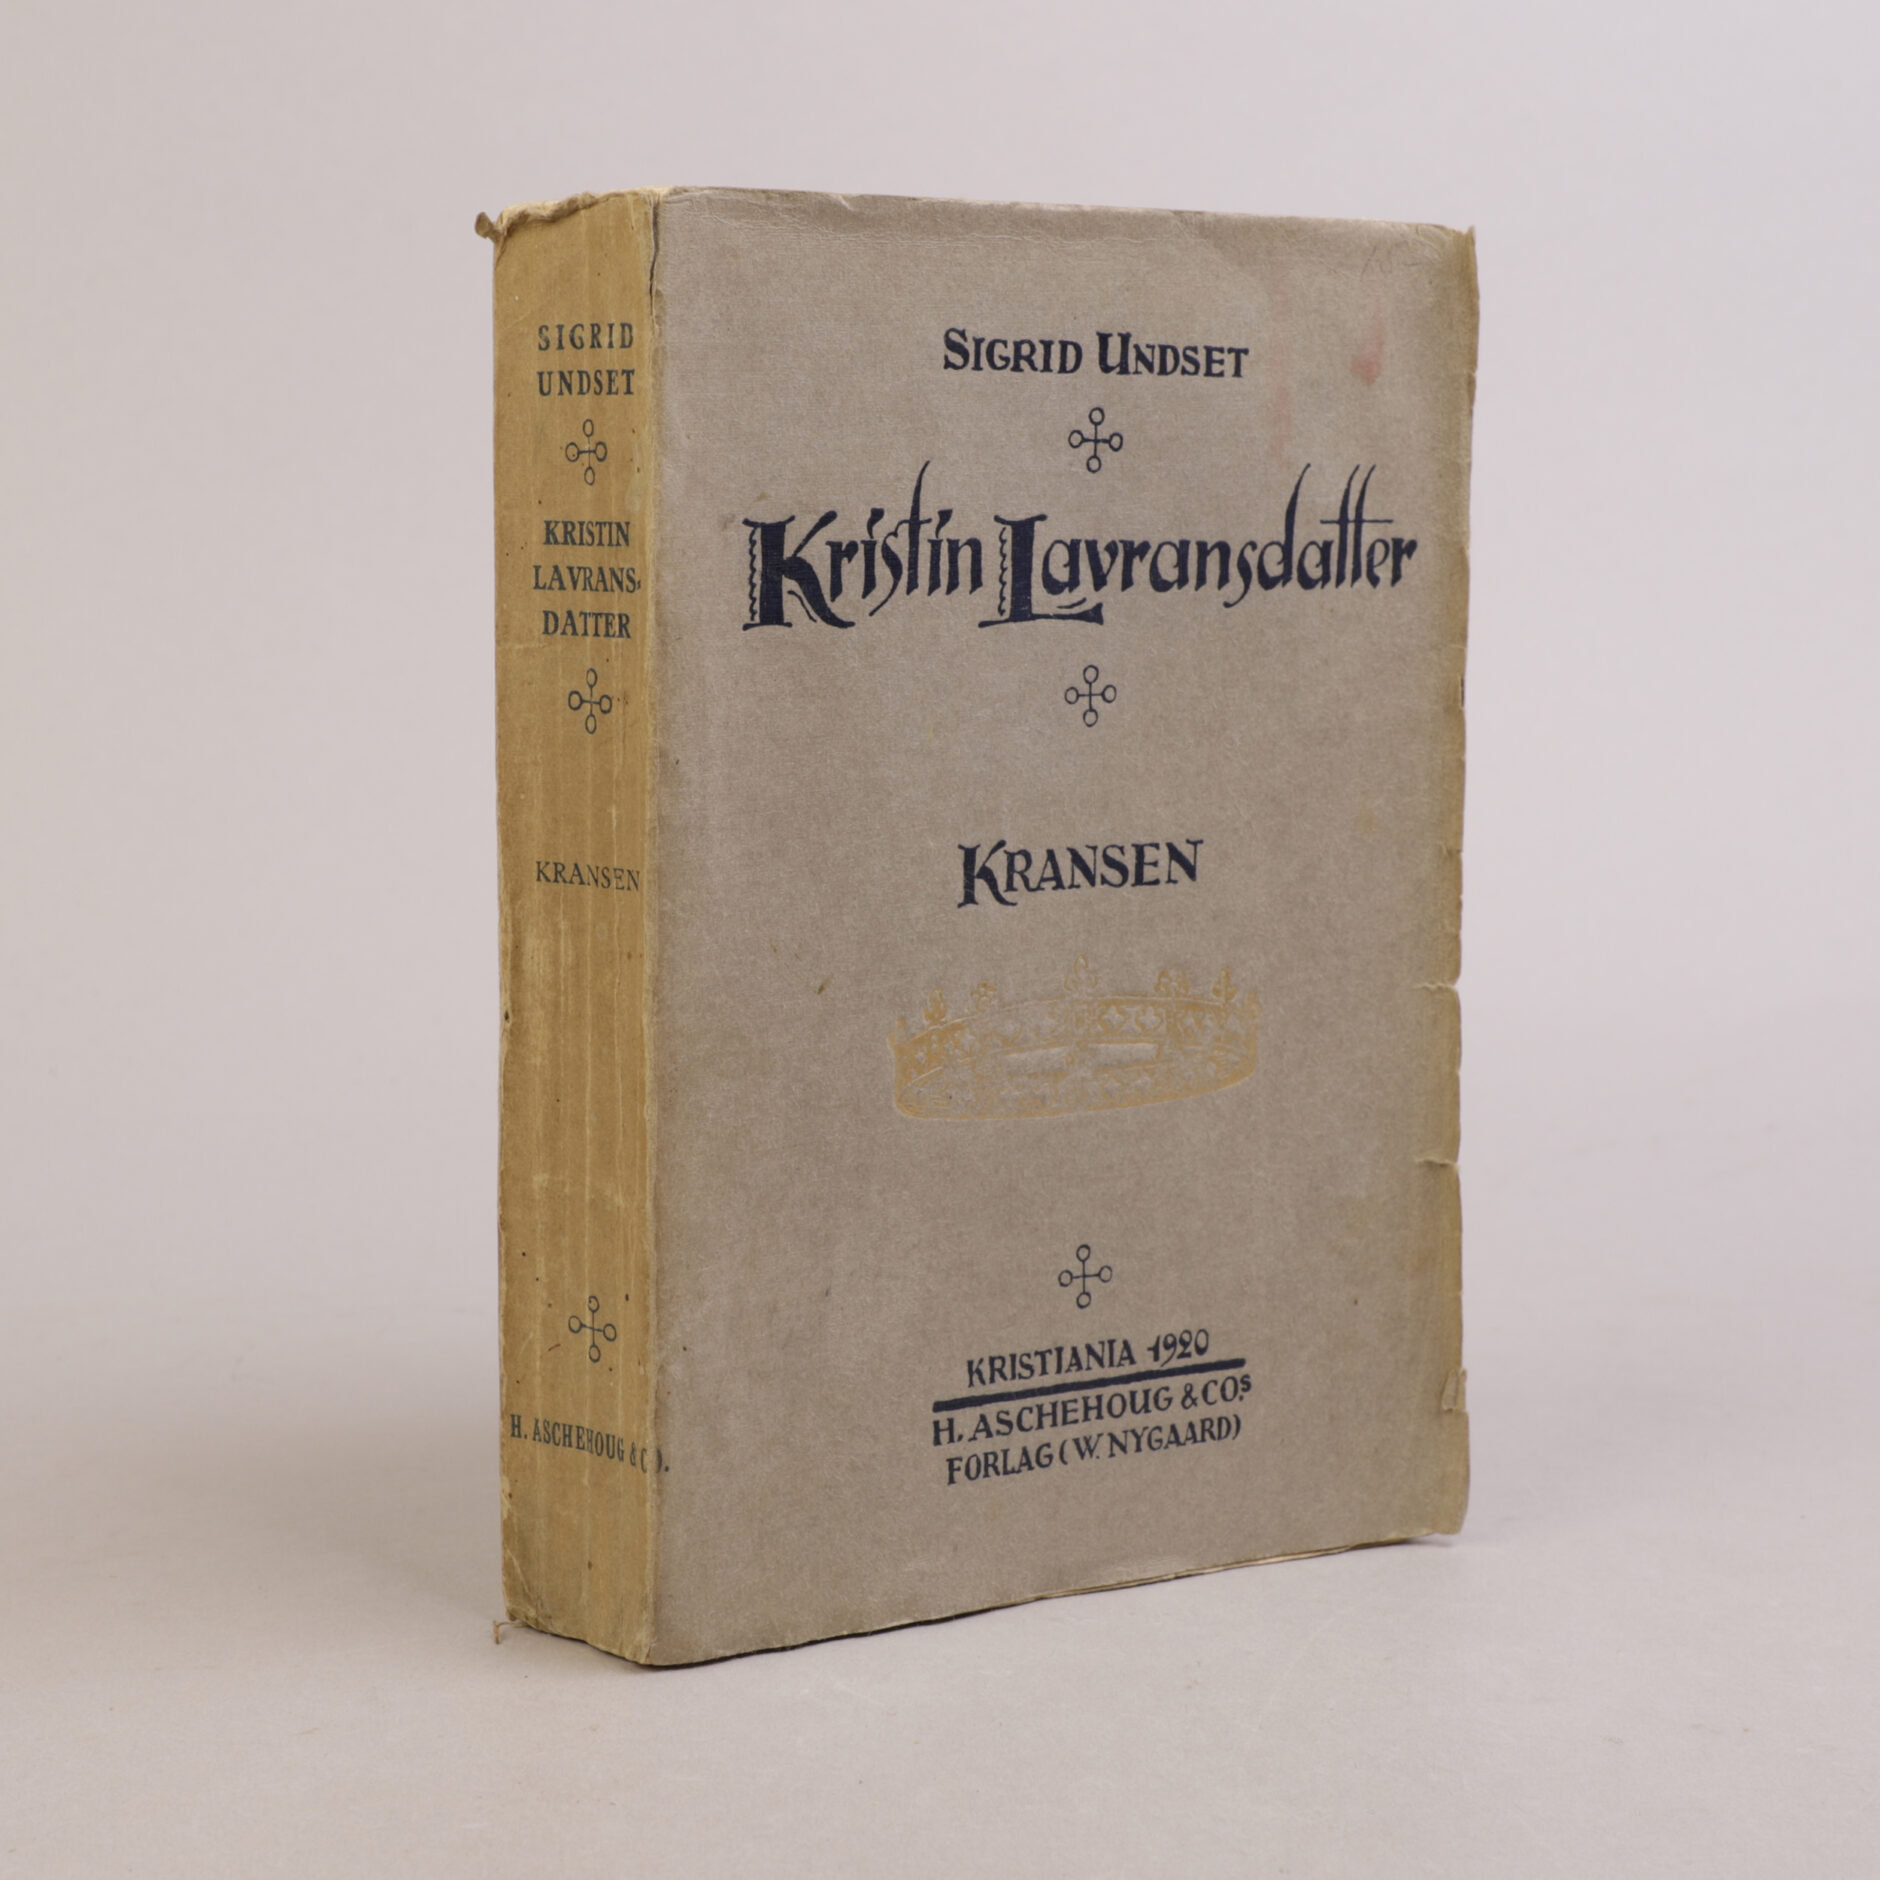 SIGRID
UNDSET
KRISTIN
LAVRANS-
DATTER
KRANSEN
H. ASCHEHOUG & CO.
SIGRID UNDSET
Kristin Lavransdatter
KRANSEN
KRISTIANIA 1920
H. ASCHEHOUG & CO.s
FORLAG (W. NYGAARD)